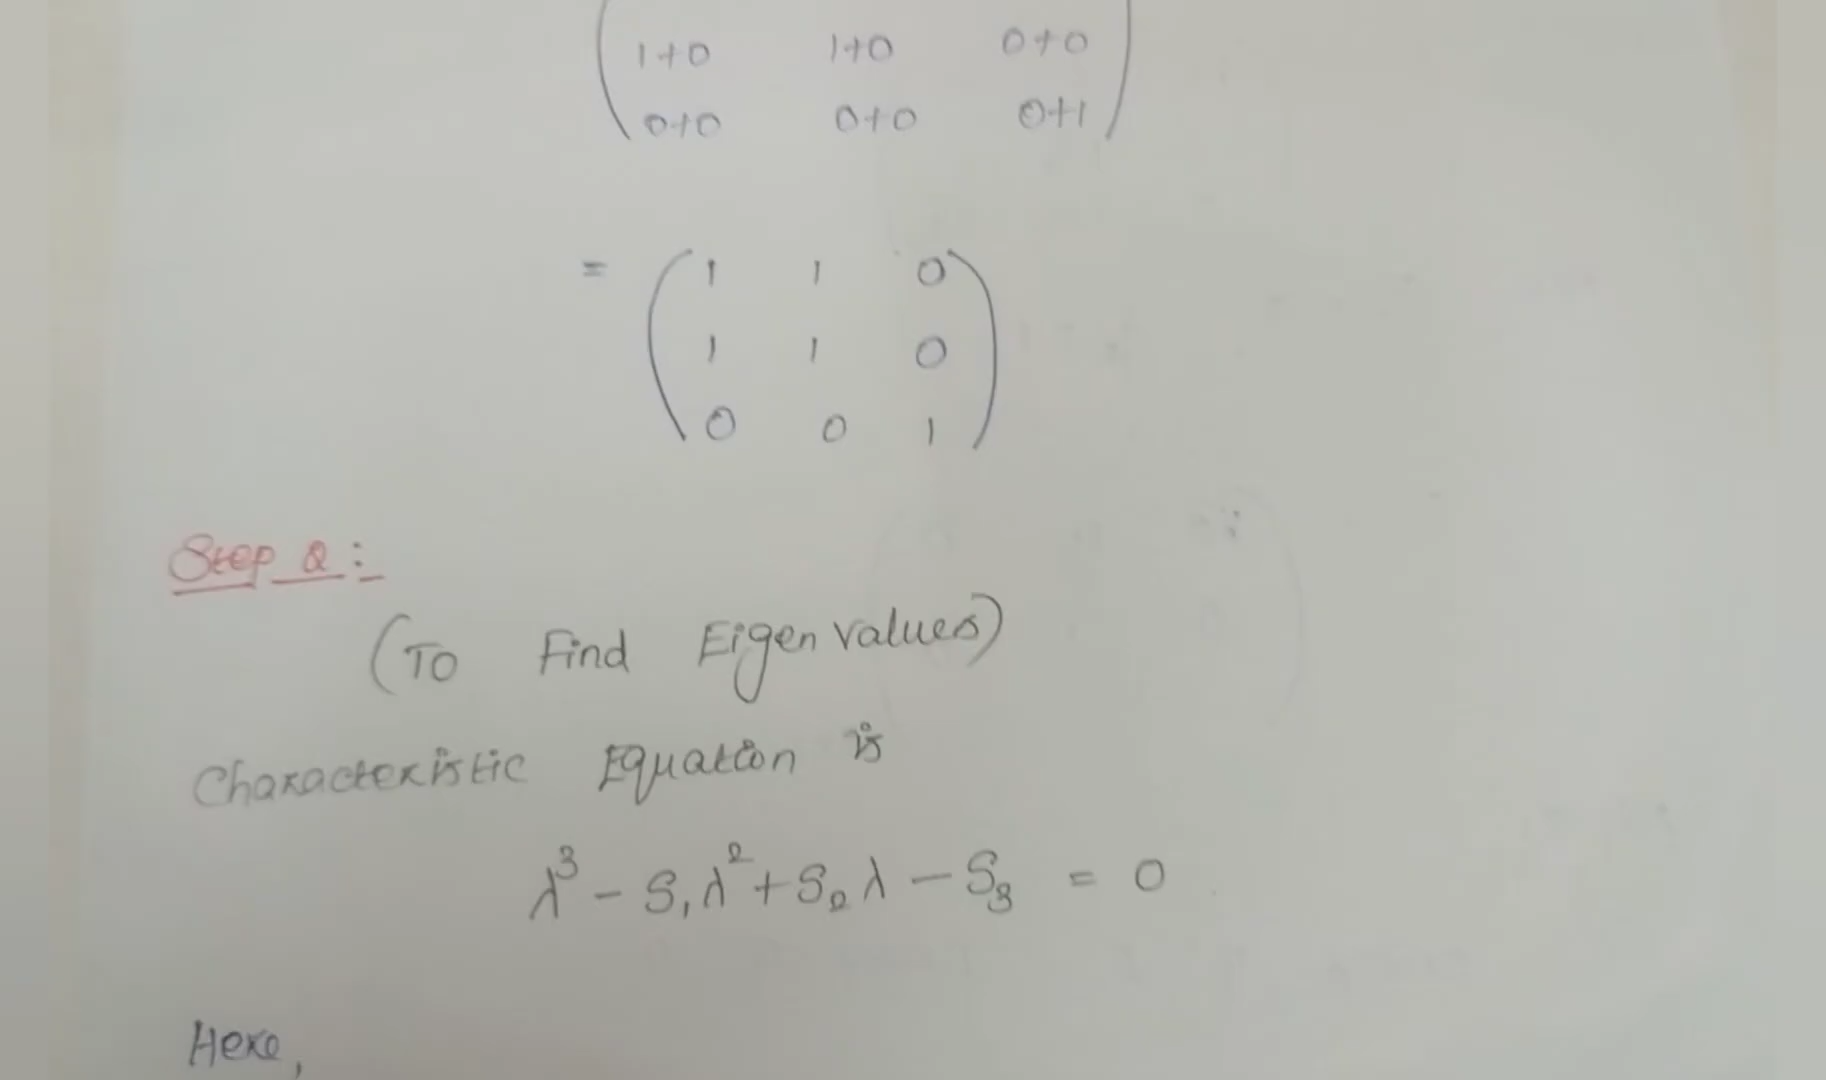 1+0 1+0 0+0
0+0 0+0 0+1
= 1 1 0
1 1 0
0 0 1
Step 2:
(To Find Eigen values)
Characteristic Equation is
λ³ - S₁λ² + S₂λ - S₃ = 0
Here,